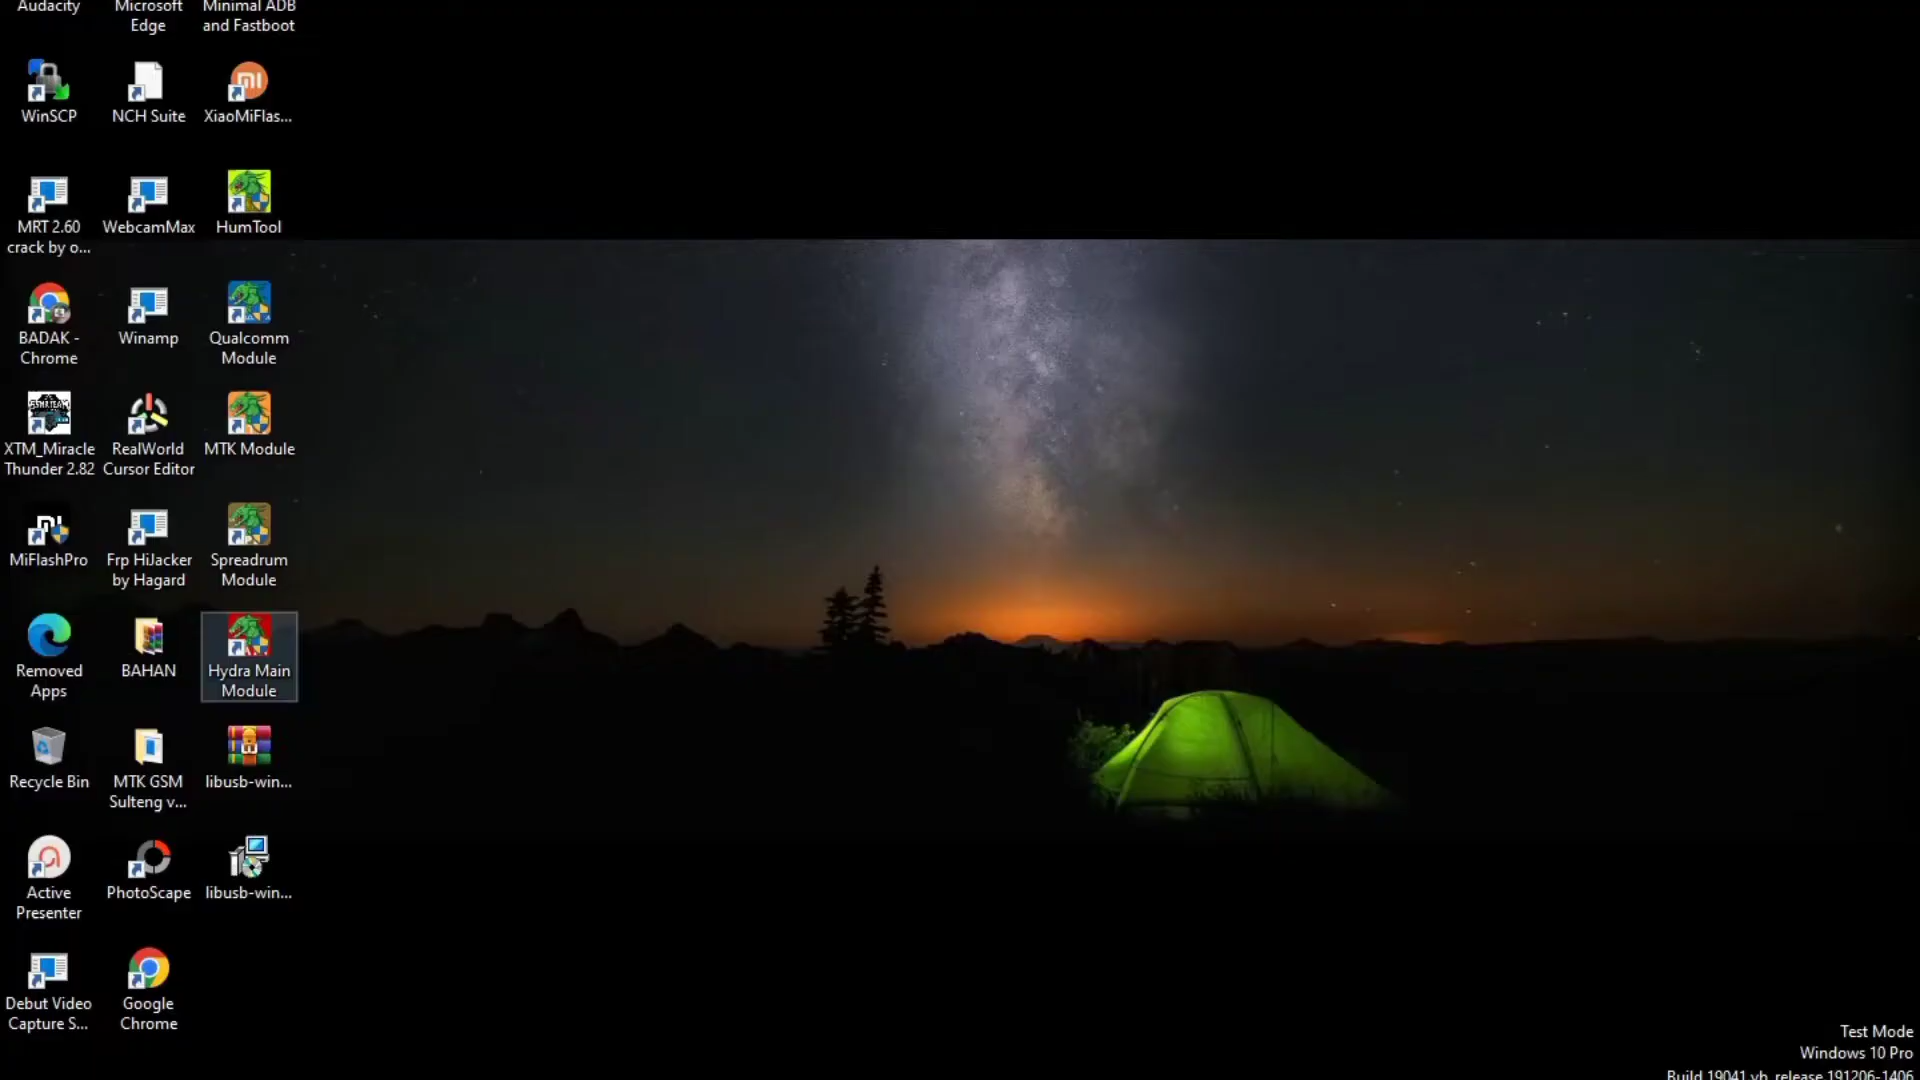 Audacity
Microsoft
Edge
Minimal ADB
and Fastboot
WinSCP
NCH Suite
XiaoMiFlas...
MRT 2.60
crack by o...
WebcamMax
HumTool
BADAK -
Chrome
Winamp
Qualcomm
Module
XTM_Miracle
Thunder 2.82
RealWorld
Cursor Editor
MTK Module
MiFlashPro
Frp HiJacker
by Hagard
Spreadrum
Module
Removed
Apps
BAHAN
Hydra Main
Module
Recycle Bin
MTK GSM
Sulteng v...
libusb-win...
Active
Presenter
PhotoScape
libusb-win...
Debut Video
Capture S...
Google
Chrome
Test Mode
Windows 10 Pro
Build 19041.vb_release.191206-1406